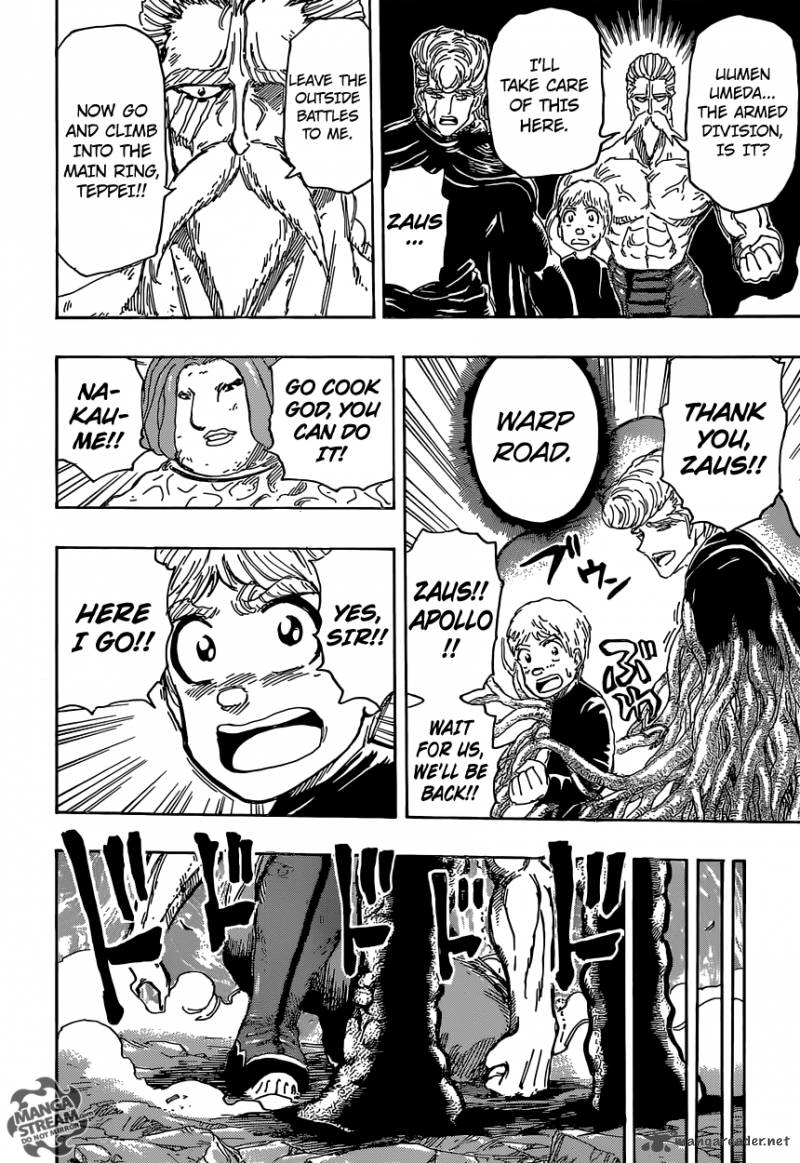 UUMEN
UMEDA...
THE ARMED
DIVISION,
IS IT?
I'LL
TAKE CARE
OF THIS
HERE.
ZAUS
...
LEAVE THE
OUTSIDE
BATTLES
TO ME.
NOW GO
AND CLIMB
INTO THE
MAIN RING,
TEPPEI!!
THANK
YOU,
ZAUS!!
WARP
ROAD.
ブウン
ぶわっ
ZAUS!!
APOLLO
!!
WAIT
FOR US,
WE'LL BE
BACK!!
GO COOK
GOD, YOU
CAN DO
IT!
NA-
KAU-
ME!!
YES,
SIR!!
HERE
I GO!!
ドドドドド
MANGA
STREAM
DO NOT MIRROR
mangareader.net